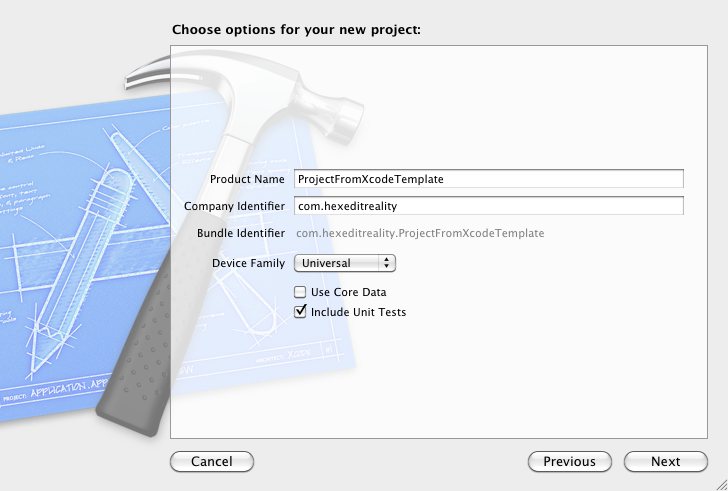 Choose options for your new project:
Product Name ProjectFromXcodeTemplate
Company Identifier com.hexeditreality
Bundle Identifier com.hexeditreality.ProjectFromXcodeTemplate
Device Family Universal
Use Core Data
Include Unit Tests
PROJECT: APPLICATION.APP
Cancel Previous Next